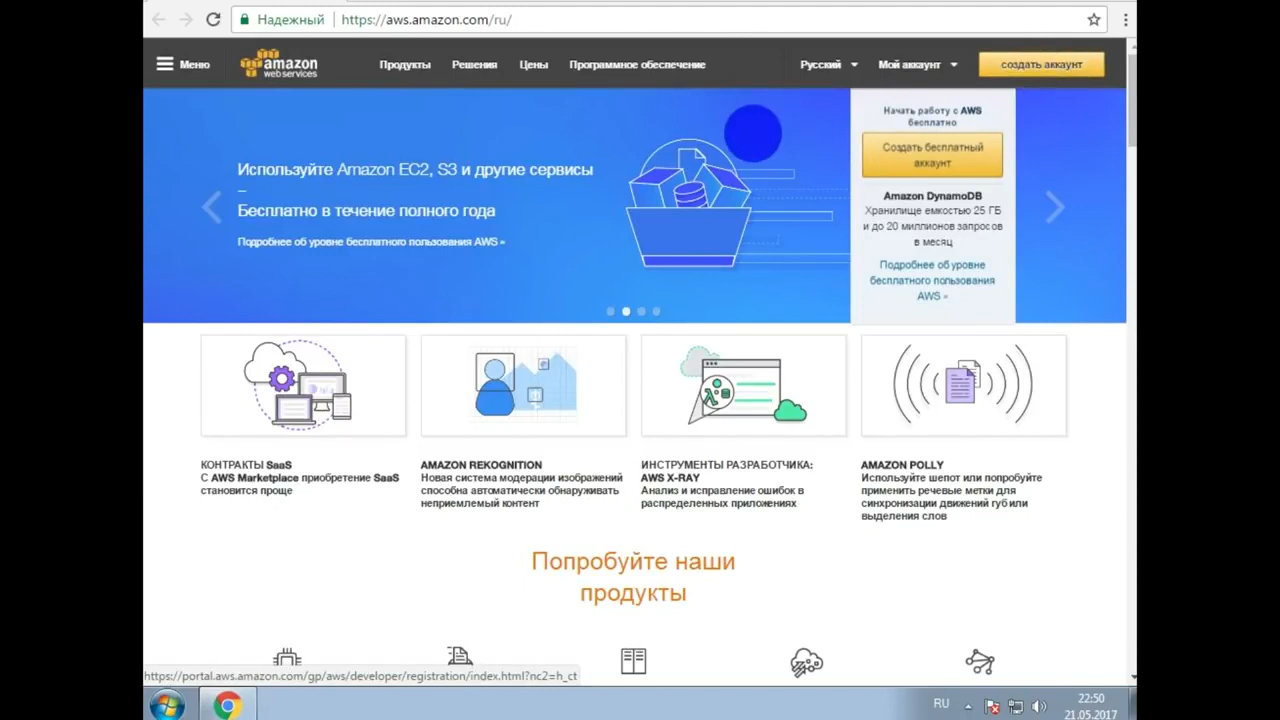 Надежный https://aws.amazon.com/ru/
Меню amazon web services Продукты Решения Цены Программное обеспечение Русский Мой аккаунт создать аккаунт
Используйте Amazon EC2, S3 и другие сервисы
–
Бесплатно в течение полного года
Подробнее об уровне бесплатного пользования AWS »
Начать работу с AWS
бесплатно
Создать бесплатный
аккаунт
Amazon DynamoDB
Хранилище емкостью 25 ГБ
и до 20 миллионов запросов
в месяц
Подробнее об уровне
бесплатного пользования
AWS »
КОНТРАКТЫ SaaS
С AWS Marketplace приобретение SaaS
становится проще
AMAZON REKOGNITION
Новая система модерации изображений
способна автоматически обнаруживать
неприемлемый контент
ИНСТРУМЕНТЫ РАЗРАБОТЧИКА:
AWS X-RAY
Анализ и исправление ошибок в
распределенных приложениях
AMAZON POLLY
Используйте шепот или попробуйте
применить речевые метки для
синхронизации движений губ или
выделения слов
Попробуйте наши
продукты
https://portal.aws.amazon.com/gp/aws/developer/registration/index.html?nc2=h_ct
RU
22:50
21.05.2017